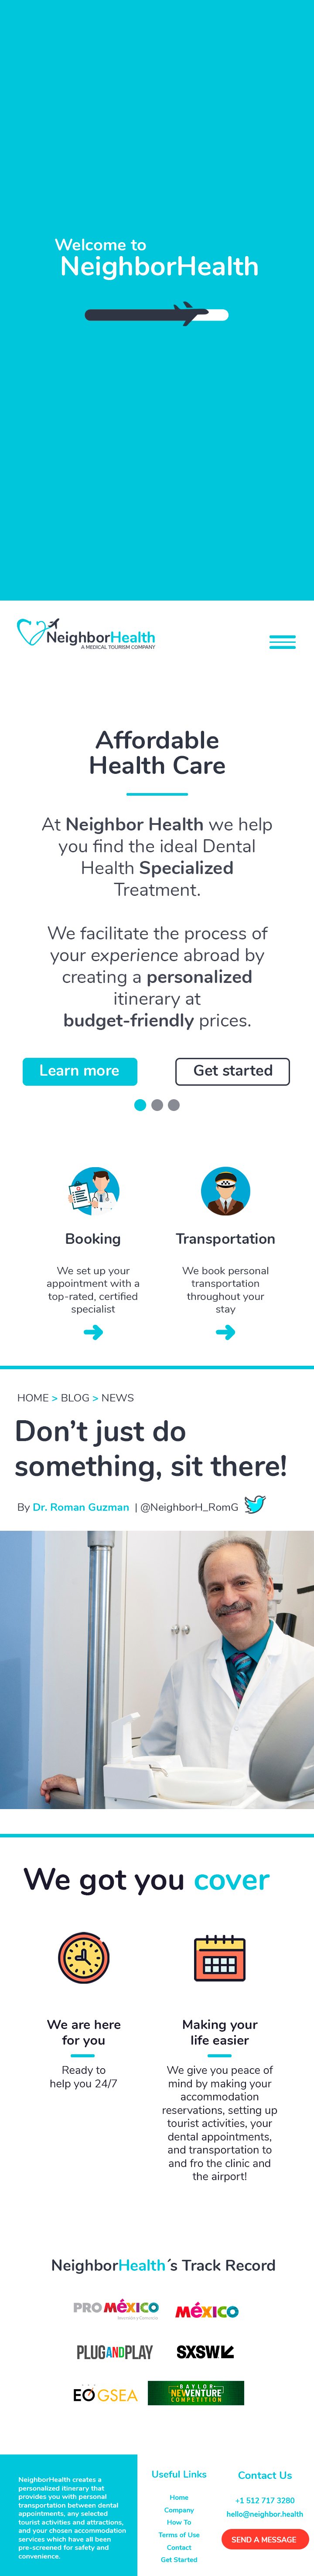 Welcome to
NeighborHealth
NeighborHealth
A MEDICAL TOURISM COMPANY
Affordable
Health Care
At Neighbor Health we help
you find the ideal Dental
Health Specialized
Treatment.
We facilitate the process of
your experience abroad by
creating a personalized
itinerary at
budget-friendly prices.
Learn more
Get started
Booking
We set up your
appointment with a
top-rated, certified
specialist
Transportation
We book personal
transportation
throughout your
stay
HOME > BLOG > NEWS
Don't just do
something, sit there!
By Dr. Roman Guzman | @NeighborH_RomG
We got you cover
We are here
for you
Ready to
help you 24/7
Making your
life easier
We give you peace of
mind by making your
accommodation
reservations, setting up
tourist activities, your
dental appointments,
and transportation to
and fro the clinic and
the airport!
NeighborHealth´s Track Record
PRO MÉXICO
MÉXICO
PLUGANDPLAY
SXSW
EO GSEA
BAYLOR
NEWVENTURE
COMPETITION
NeighborHealth creates a
personalized itinerary that
provides you with personal
transportation between dental
appointments, any selected
tourist activities and attractions,
and your chosen accommodation
services which have all been
pre-screened for safety and
convenience.
Useful Links
Home
Company
How To
Terms of Use
Contact
Get Started
Contact Us
+1 512 717 3280
hello@neighbor.health
SEND A MESSAGE